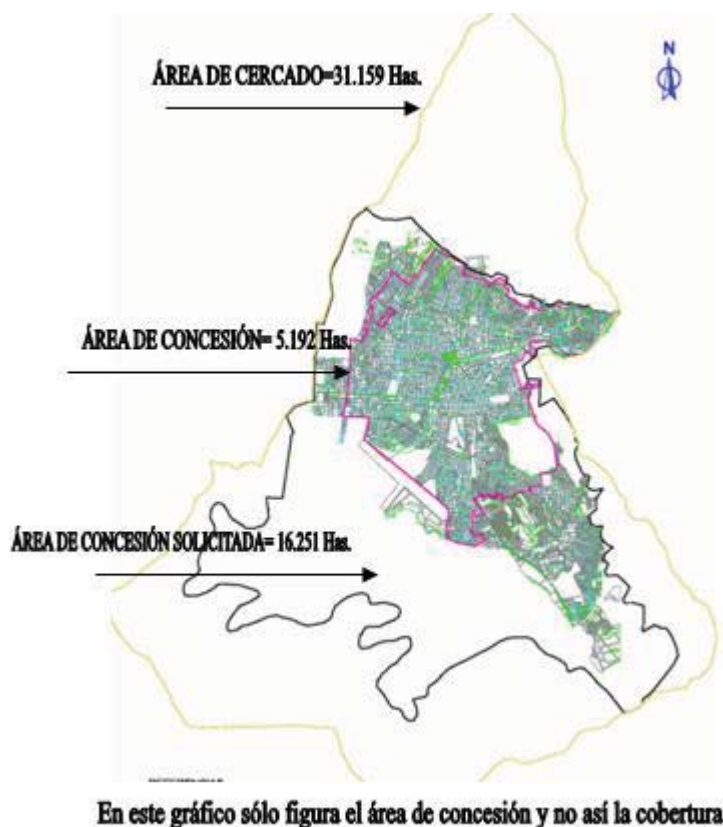 ÁREA DE CERCADO=31.159 Has.
N
ÁREA DE CONCESIÓN= 5.192 Has.
ÁREA DE CONCESIÓN SOLICITADA= 16.251 Has.
En este gráfico sólo figura el área de concesión y no así la cobertura